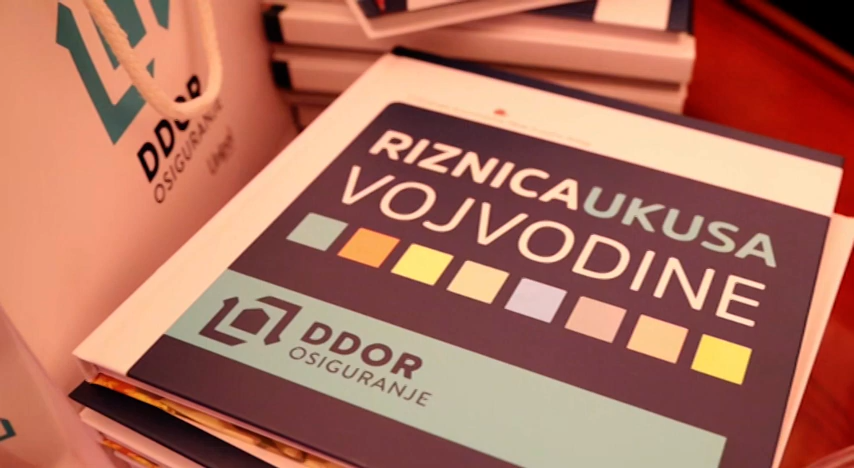 DDOR
OSIGURANJE
RIZNICAUKUSA
VOJVODINE
DDOR
OSIGURANJE